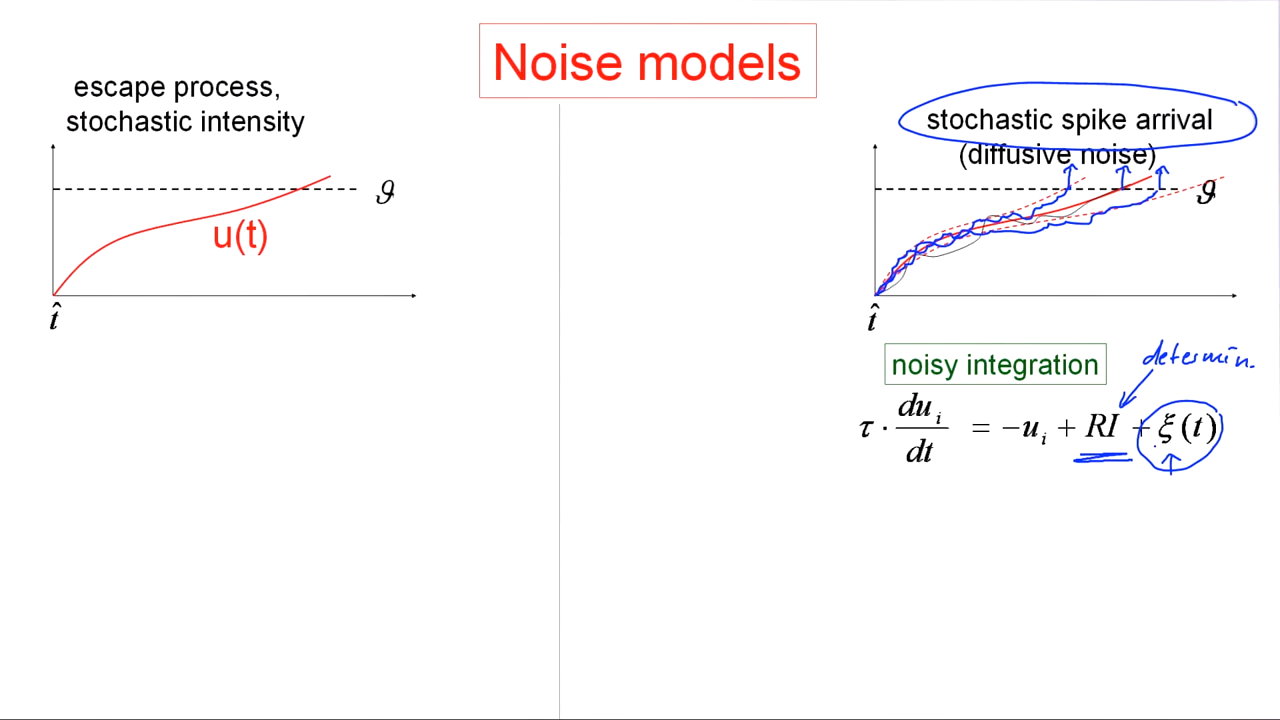 Noise models
escape process,
stochastic intensity
ϑ
u(t)
t̂
stochastic spike arrival
(diffusive noise)
ϑ
t̂
noisy integration
determin.
τ · du_i/dt = −u_i + RI + ξ(t)